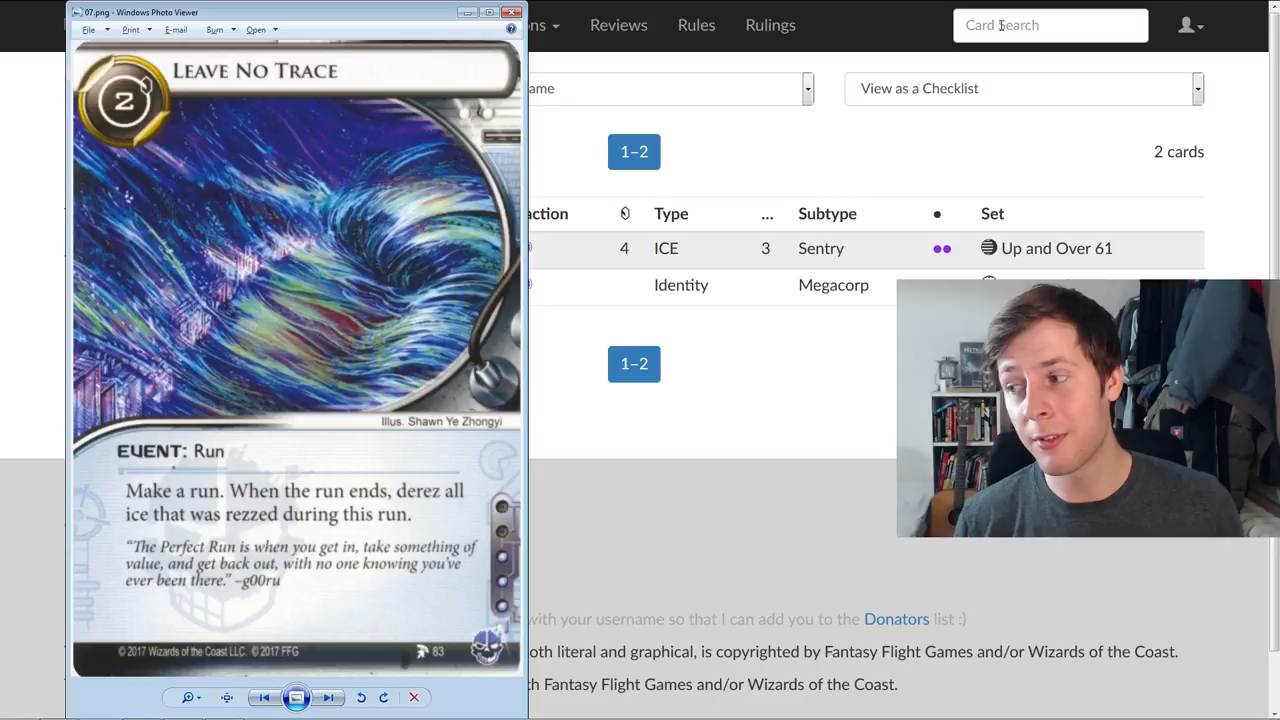 07.png - Windows Photo Viewer
File Print E-mail Burn Open
LEAVE NO TRACE
2
Illus. Shawn Ye Zhongyi
EVENT: Run
Make a run. When the run ends, derez all
ice that was rezzed during this run.
“The Perfect Run is when you get in, take something of
value, and get back out, with no one knowing you’ve
ever been there.” –g00ru
© 2017 Wizards of the Coast LLC. © 2017 FFG
83
ns Reviews Rules Rulings
Card Search
ame View as a Checklist
1–2 2 cards
action Type ... Subtype Set
4 ICE 3 Sentry Up and Over 61
Identity Megacorp
1–2
with your username so that I can add you to the Donators list :)
oth literal and graphical, is copyrighted by Fantasy Flight Games and/or Wizards of the Coast.
h Fantasy Flight Games and/or Wizards of the Coast.